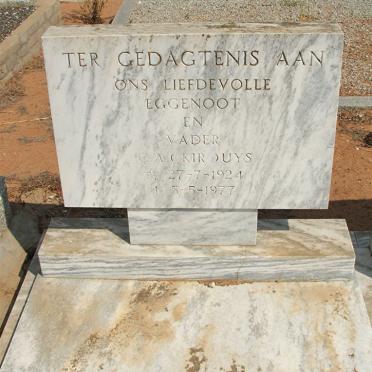 TER GEDAGTENIS AAN
ONS LIEFDEVOLLE
EGGENOOT
EN
VADER
27-7-1924
5-5-1977